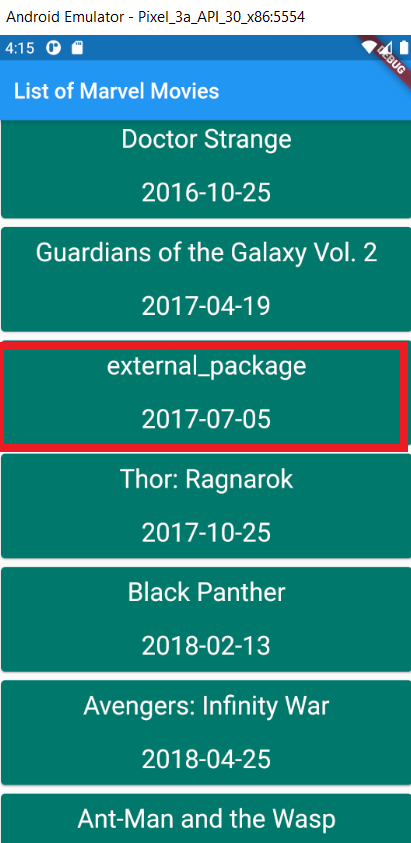 Android Emulator - Pixel_3a_API_30_x86:5554
4:15
DEBUG
List of Marvel Movies
Doctor Strange
2016-10-25
Guardians of the Galaxy Vol. 2
2017-04-19
external_package
2017-07-05
Thor: Ragnarok
2017-10-25
Black Panther
2018-02-13
Avengers: Infinity War
2018-04-25
Ant-Man and the Wasp